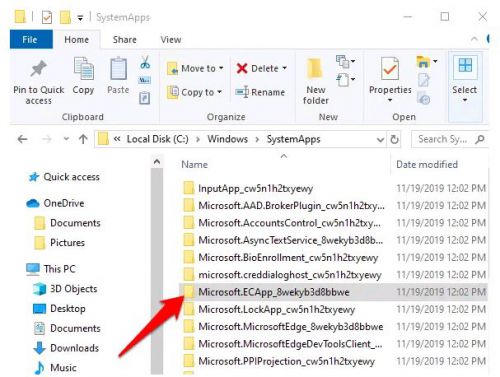 SystemApps
File Home Share View
Pin to Quick access
Copy
Paste
Clipboard
Move to
Copy to
Delete
Rename
Organize
New folder
New
Properties
Open
Select
« Local Disk (C:) > Windows > SystemApps
Search Sy...
Name Date modified
Quick access
OneDrive
Documents
Pictures
This PC
3D Objects
Desktop
Documents
Downloads
Music
InputApp_cw5n1h2txyewy 11/19/2019 12:02 PM
Microsoft.AAD.BrokerPlugin_cw5n1h2txy... 11/19/2019 12:02 PM
Microsoft.AccountsControl_cw5n1h2txye... 11/19/2019 12:02 PM
Microsoft.AsyncTextService_8wekyb3d8b... 11/19/2019 12:02 PM
Microsoft.BioEnrollment_cw5n1h2txyewy 11/19/2019 12:02 PM
microsoft.creddialoghost_cw5n1h2txyewy 11/19/2019 12:02 PM
Microsoft.ECApp_8wekyb3d8bbwe 11/19/2019 12:02 PM
Microsoft.LockApp_cw5n1h2txyewy 11/19/2019 12:02 PM
Microsoft.MicrosoftEdge_8wekyb3d8bbwe 11/19/2019 12:02 PM
Microsoft.MicrosoftEdgeDevToolsClient_... 11/19/2019 12:02 PM
Microsoft.PPIProjection_cw5n1h2txyewy 11/19/2019 12:02 PM